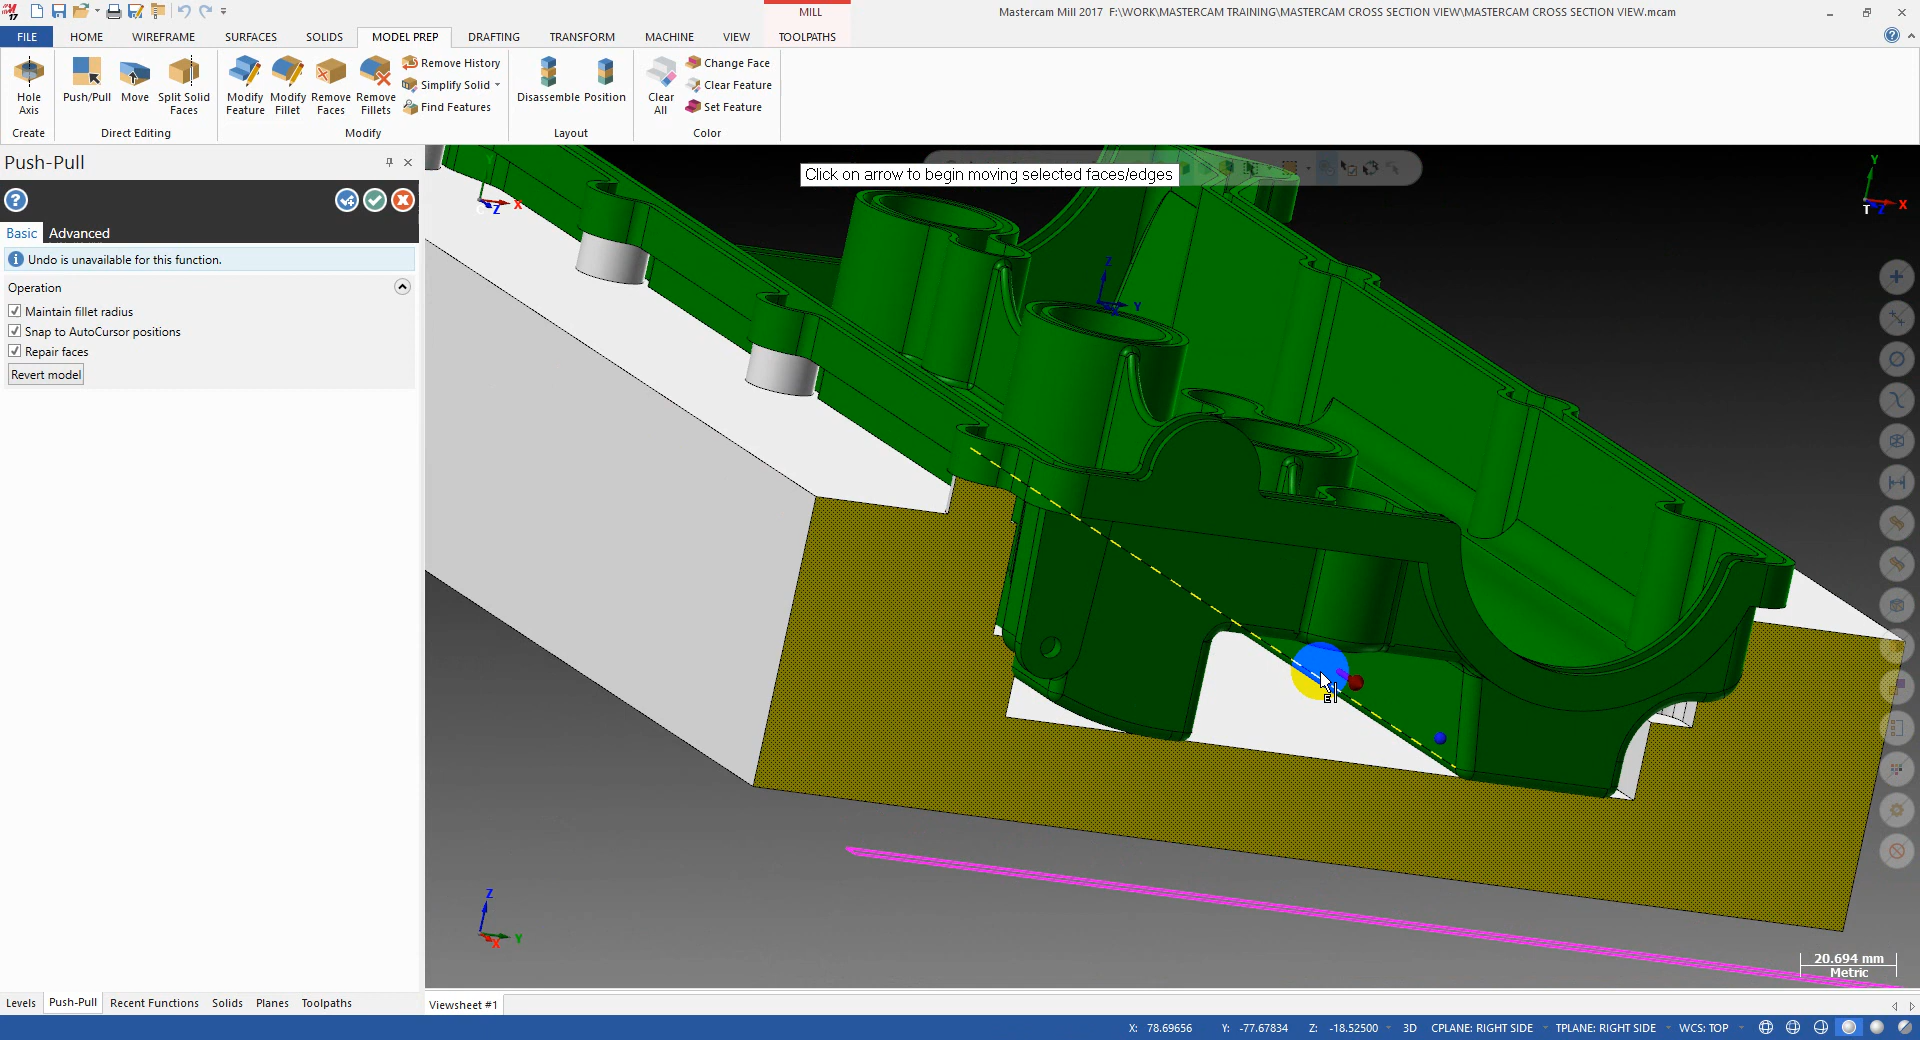 17
MILL
Mastercam Mill 2017 F:\WORK\MASTERCAM TRAINING\MASTERCAM CROSS SECTION VIEW\MASTERCAM CROSS SECTION VIEW.mcam
FILE HOME WIREFRAME SURFACES SOLIDS MODEL PREP DRAFTING TRANSFORM MACHINE VIEW TOOLPATHS
Hole Axis
Push/Pull
Move
Split Solid Faces
Modify Feature
Modify Fillet
Remove Faces
Remove Fillets
Remove History
Simplify Solid
Find Features
Disassemble
Position
Clear All
Change Face
Clear Feature
Set Feature
Create Direct Editing Modify Layout Color
Push-Pull
Basic Advanced
Undo is unavailable for this function.
Operation
Maintain fillet radius
Snap to AutoCursor positions
Repair faces
Revert model
Click on arrow to begin moving selected faces/edges
Y
X
Z
Y
X
T Z
Z
Y
X
E
Z
Y
X
20.694 mm
Metric
Levels Push-Pull Recent Functions Solids Planes Toolpaths
Viewsheet #1
X: 78.69656 Y: -77.67834 Z: -18.52500 3D CPLANE: RIGHT SIDE TPLANE: RIGHT SIDE WCS: TOP